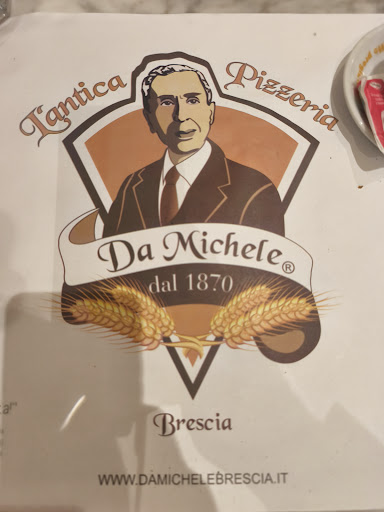 L'antica Pizzeria
Da Michele®
dal 1870
Brescia
WWW.DAMICHELEBRESCIA.IT